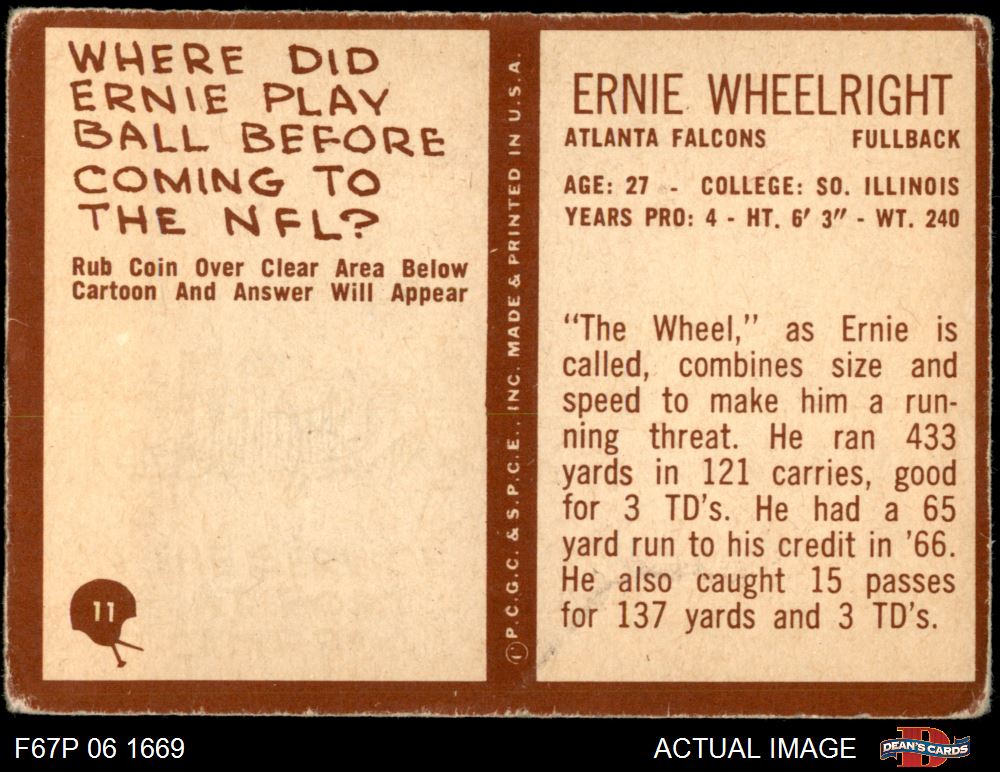 WHERE DID
ERNIE PLAY
BALL BEFORE
COMING TO
THE NFL?
Rub Coin Over Clear Area Below
Cartoon And Answer Will Appear
11
P.C.G.C. & S.P.C.E., INC. MADE & PRINTED IN U.S.A.
ERNIE WHEELRIGHT
ATLANTA FALCONS FULLBACK
AGE: 27 - COLLEGE: SO. ILLINOIS
YEARS PRO: 4 - HT. 6' 3" - WT. 240
"The Wheel," as Ernie is
called, combines size and
speed to make him a run-
ning threat. He ran 433
yards in 121 carries, good
for 3 TD's. He had a 65
yard run to his credit in '66.
He also caught 15 passes
for 137 yards and 3 TD's.
F67P 06 1669
ACTUAL IMAGE
D
DEAN'S CARDS